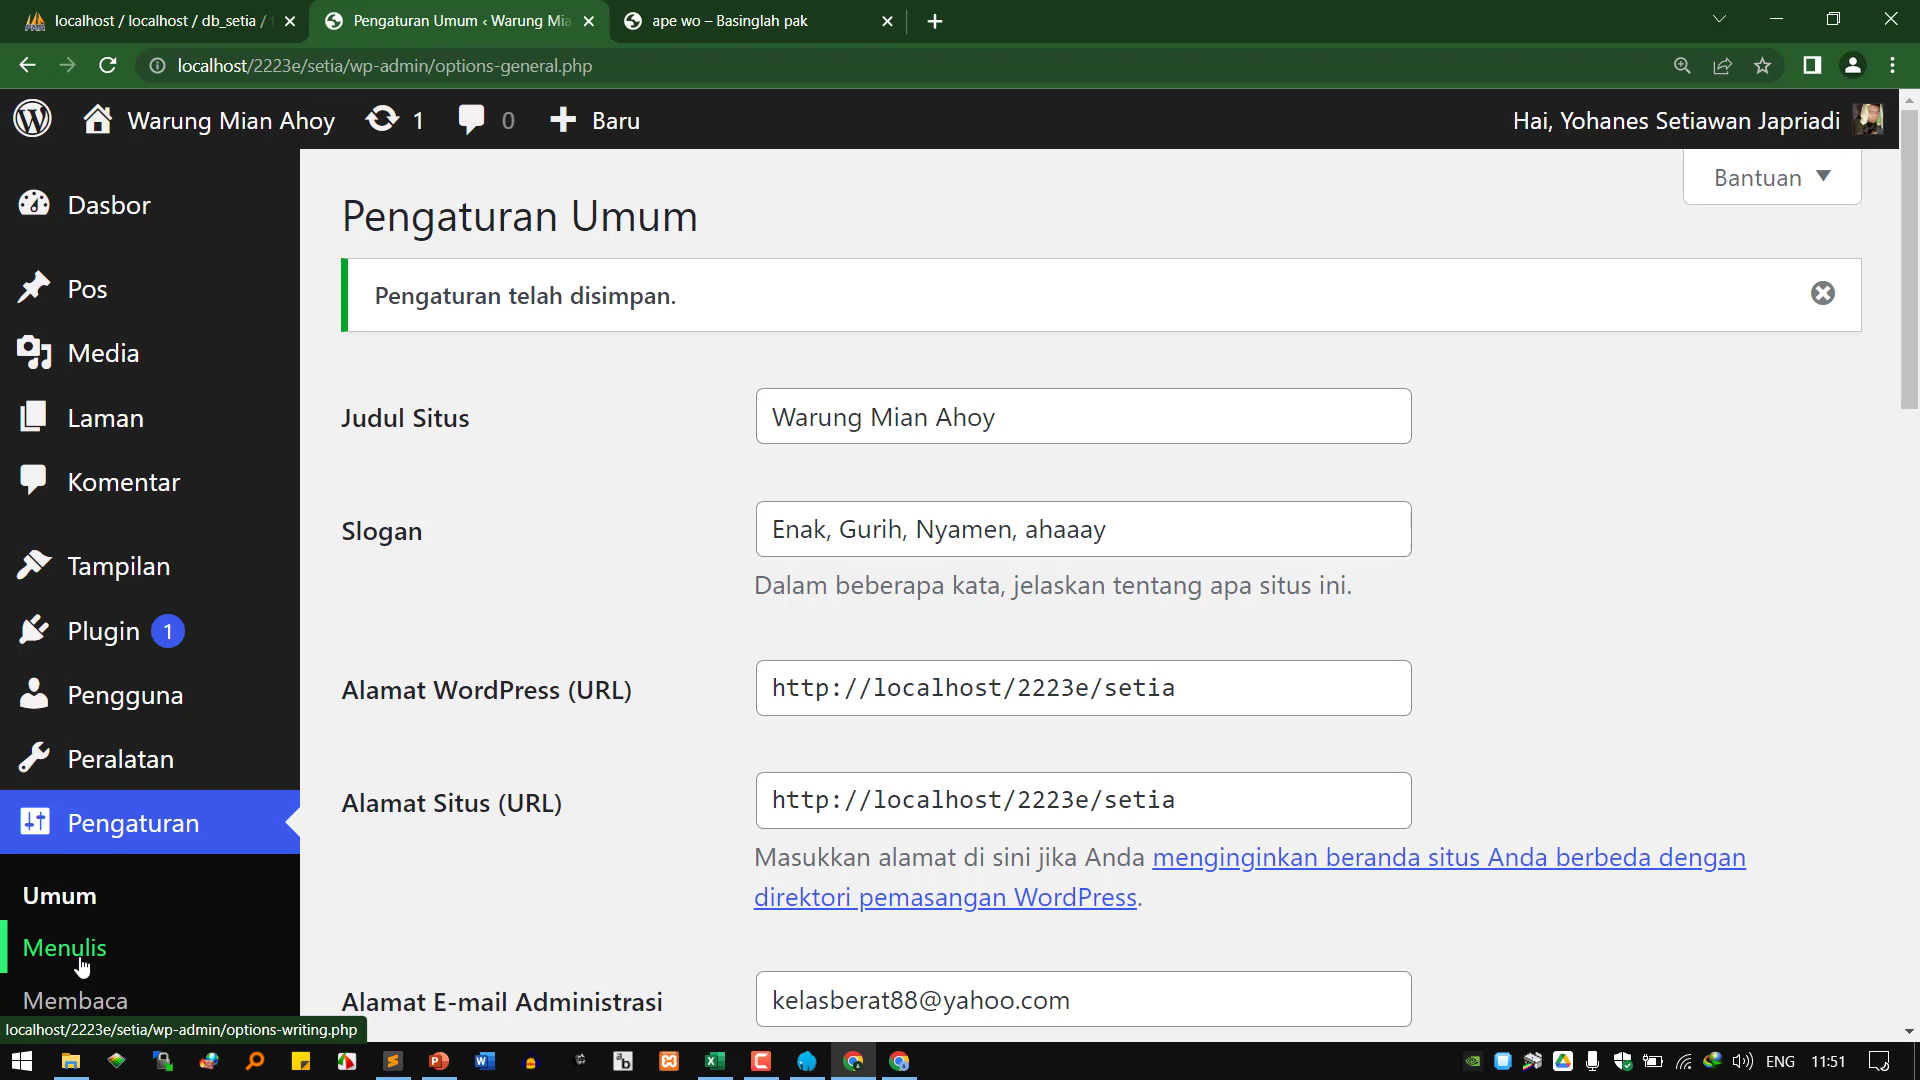 localhost / localhost / db_setia /
Pengaturan Umum ‹ Warung Mia
ape wo – Basinglah pak
localhost/2223e/setia/wp-admin/options-general.php
Warung Mian Ahoy
1
0
Baru
Hai, Yohanes Setiawan Japriadi
Bantuan
Dasbor
Pos
Media
Laman
Komentar
Tampilan
Plugin 1
Pengguna
Peralatan
Pengaturan
Umum
Menulis
Membaca
Pengaturan Umum
Pengaturan telah disimpan.
Judul Situs
Warung Mian Ahoy
Slogan
Enak, Gurih, Nyamen, ahaaay
Dalam beberapa kata, jelaskan tentang apa situs ini.
Alamat WordPress (URL)
http://localhost/2223e/setia
Alamat Situs (URL)
http://localhost/2223e/setia
Masukkan alamat di sini jika Anda menginginkan beranda situs Anda berbeda dengan
direktori pemasangan WordPress.
Alamat E-mail Administrasi
kelasberat88@yahoo.com
localhost/2223e/setia/wp-admin/options-writing.php
ENG
11:51